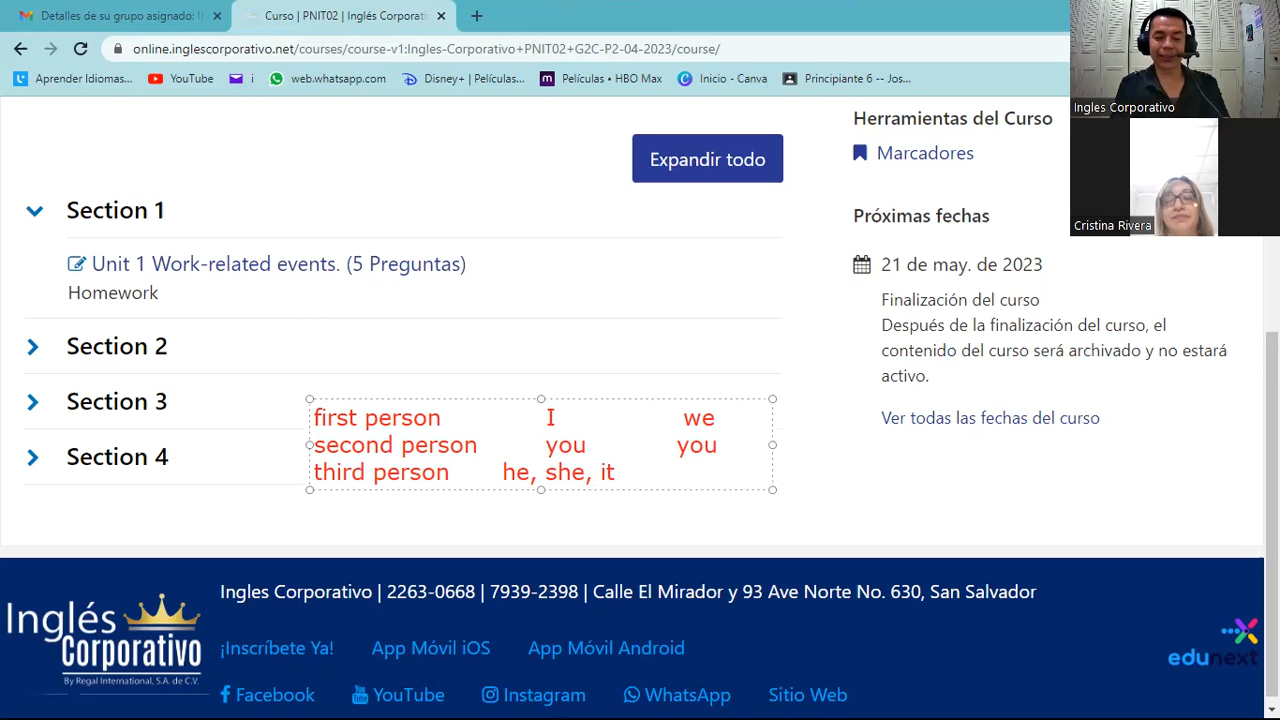 Detalles de su grupo asignado: U
Curso | PNIT02 | Inglés Corporati
online.inglescorporativo.net/courses/course-v1:Ingles-Corporativo+PNIT02+G2C-P2-04-2023/course/
Aprender Idiomas... YouTube i web.whatsapp.com Disney+ | Películas... Películas • HBO Max Inicio - Canva Principiante 6 -- Jos...
Ingles Corporativo
Cristina Rivera
Expandir todo
Section 1
Unit 1 Work-related events. (5 Preguntas)
Homework
Section 2
Section 3
Section 4
first person I we
second person you you
third person he, she, it
Herramientas del Curso
Marcadores
Próximas fechas
21 de may. de 2023
Finalización del curso
Después de la finalización del curso, el
contenido del curso será archivado y no estará
activo.
Ver todas las fechas del curso
Inglés
Corporativo
By Regal International, S.A. de C.V.
Ingles Corporativo | 2263-0668 | 7939-2398 | Calle El Mirador y 93 Ave Norte No. 630, San Salvador
¡Inscríbete Ya! App Móvil iOS App Móvil Android
Facebook YouTube Instagram WhatsApp Sitio Web
edunext